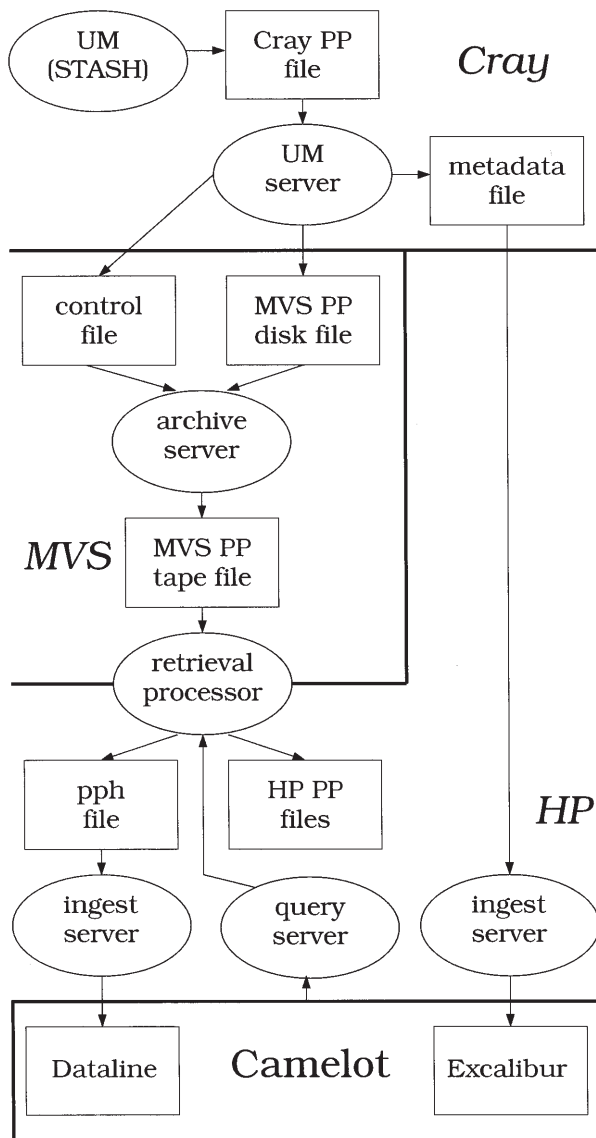 UM
(STASH)
Cray PP
file
Cray
UM
server
metadata
file
control
file
MVS PP
disk file
archive
server
MVS
MVS PP
tape file
retrieval
processor
pph
file
HP PP
files
HP
ingest
server
query
server
ingest
server
Dataline
Camelot
Excalibur